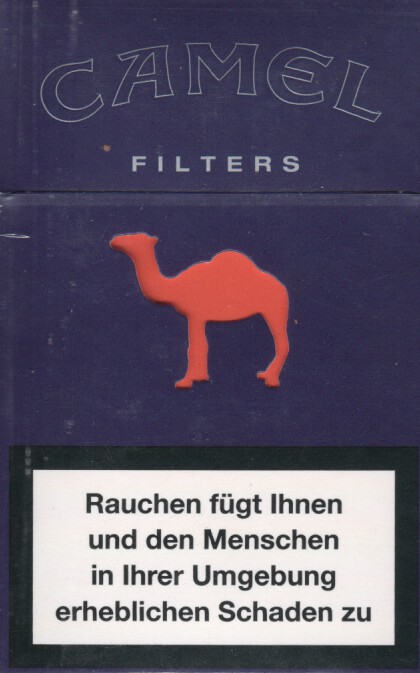 CAMEL
FILTERS
Rauchen fügt Ihnen
und den Menschen
in Ihrer Umgebung
erheblichen Schaden zu